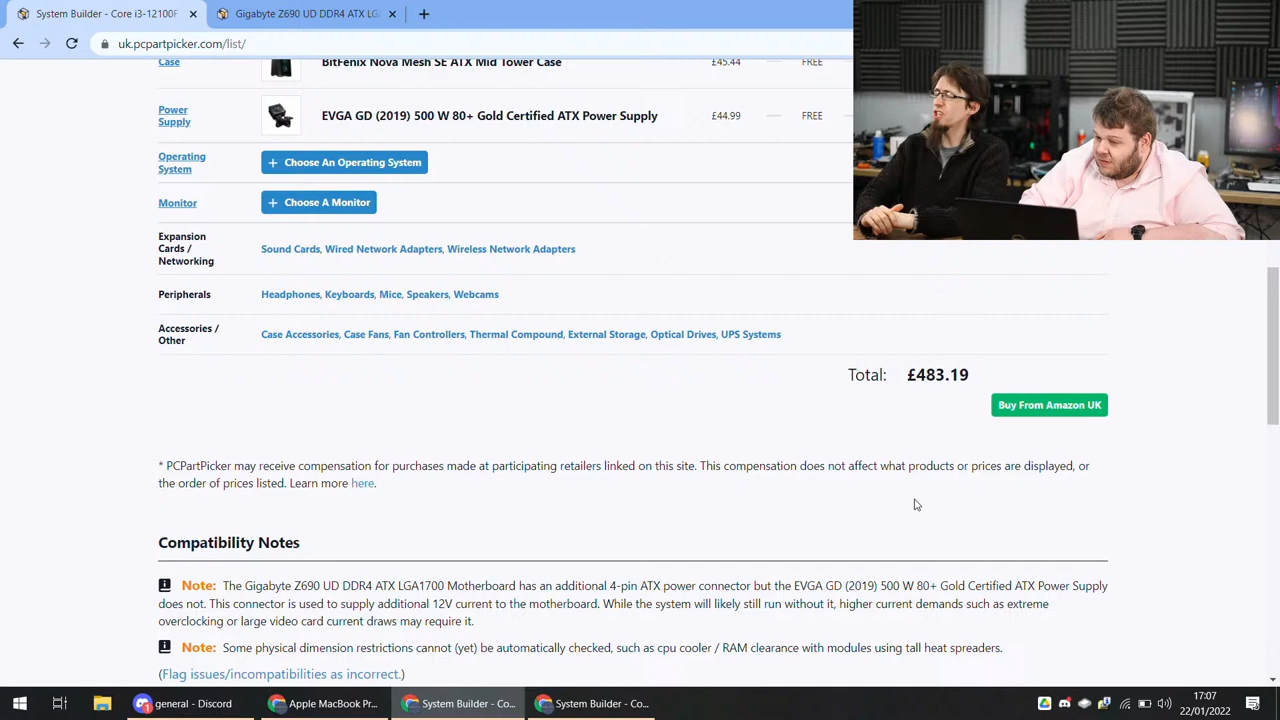 System Builder - Core i3-12100F
Gigabyte Z690 UD DDR4 ATX LG
uk.pcpartpicker.com/list/
Case
BitFenix Nova Mesh SE ATX Mid Tower Case
£45.44
FREE
Power
Supply
EVGA GD (2019) 500 W 80+ Gold Certified ATX Power Supply
£44.99
FREE
Operating
System
+ Choose An Operating System
Monitor
+ Choose A Monitor
Expansion
Cards /
Networking
Sound Cards, Wired Network Adapters, Wireless Network Adapters
Peripherals
Headphones, Keyboards, Mice, Speakers, Webcams
Accessories /
Other
Case Accessories, Case Fans, Fan Controllers, Thermal Compound, External Storage, Optical Drives, UPS Systems
Total: £483.19
Buy From Amazon UK
* PCPartPicker may receive compensation for purchases made at participating retailers linked on this site. This compensation does not affect what products or prices are displayed, or
the order of prices listed. Learn more here.
Compatibility Notes
Note: The Gigabyte Z690 UD DDR4 ATX LGA1700 Motherboard has an additional 4-pin ATX power connector but the EVGA GD (2019) 500 W 80+ Gold Certified ATX Power Supply
does not. This connector is used to supply additional 12V current to the motherboard. While the system will likely still run without it, higher current demands such as extreme
overclocking or large video card current draws may require it.
Note: Some physical dimension restrictions cannot (yet) be automatically checked, such as cpu cooler / RAM clearance with modules using tall heat spreaders.
(Flag issues/incompatibilities as incorrect.)
general - Discord
Apple MacBook P...
System Builder - Co...
System Builder - Co...
17:07
22/01/2022